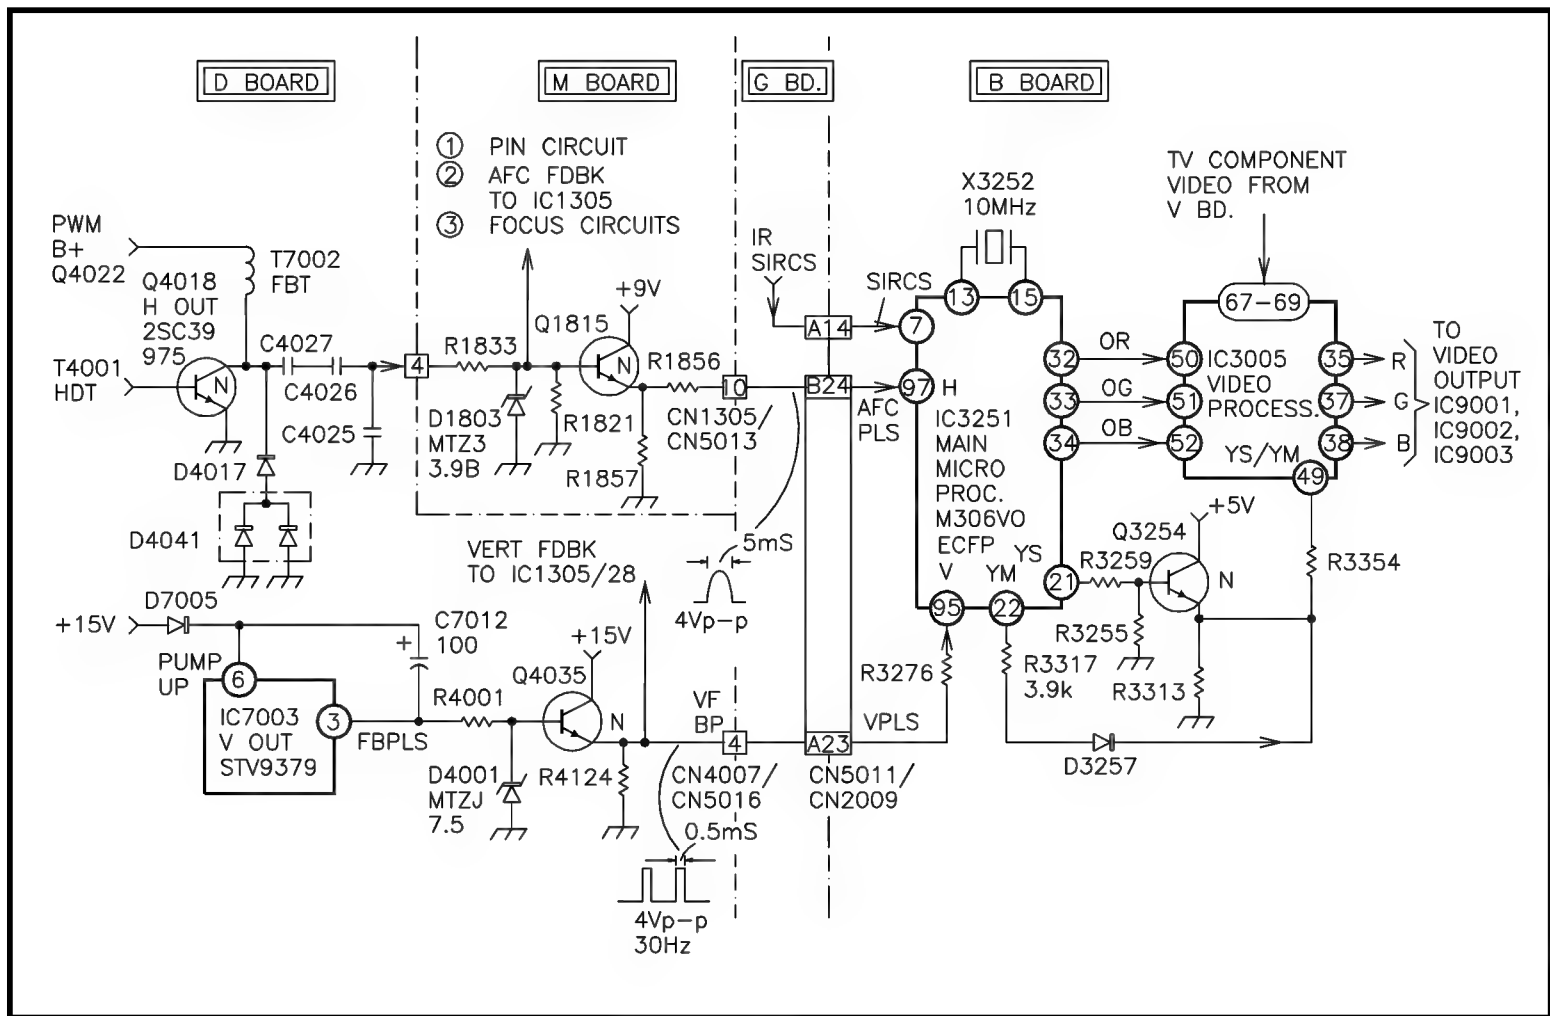 D BOARD
M BOARD
G BD.
B BOARD
1 PIN CIRCUIT
2 AFC FDBK
TO IC1305
3 FOCUS CIRCUITS
TV COMPONENT
VIDEO FROM
V BD.
X3252
10MHz
PWM
B+
Q4022
T7002
FBT
Q4018
H OUT
2SC39
975
N
T4001
HDT
C4027
C4026
C4025
D4017
D4041
4
R1833
Q1815
+9V
N
D1803
MTZ3
3.9B
R1821
R1856
R1857
10
CN1305/
CN5013
IR
SIRCS
SIRCS
A14
B24
AFC
PLS
5mS
4Vp-p
7
97
H
13
15
IC3251
MAIN
MICRO
PROC.
M306VO
ECFP
V
YM
YS
32
33
34
OR
OG
OB
21
22
95
67-69
50
51
52
IC3005
VIDEO
PROCESS.
YS/YM
49
35
37
38
R
G
B
TO
VIDEO
OUTPUT
IC9001,
IC9002,
IC9003
R3259
Q3254
+5V
N
R3354
R3255
R3313
R3317
3.9k
D3257
R3276
VPLS
VERT FDBK
TO IC1305/28
D7005
+15V
C7012
100
+
PUMP
UP
6
IC7003
V OUT
STV9379
3
FBPLS
R4001
Q4035
+15V
N
D4001
MTZJ
7.5
R4124
VF
BP
4
A23
CN4007/
CN5016
CN5011/
CN2009
0.5mS
4Vp-p
30Hz